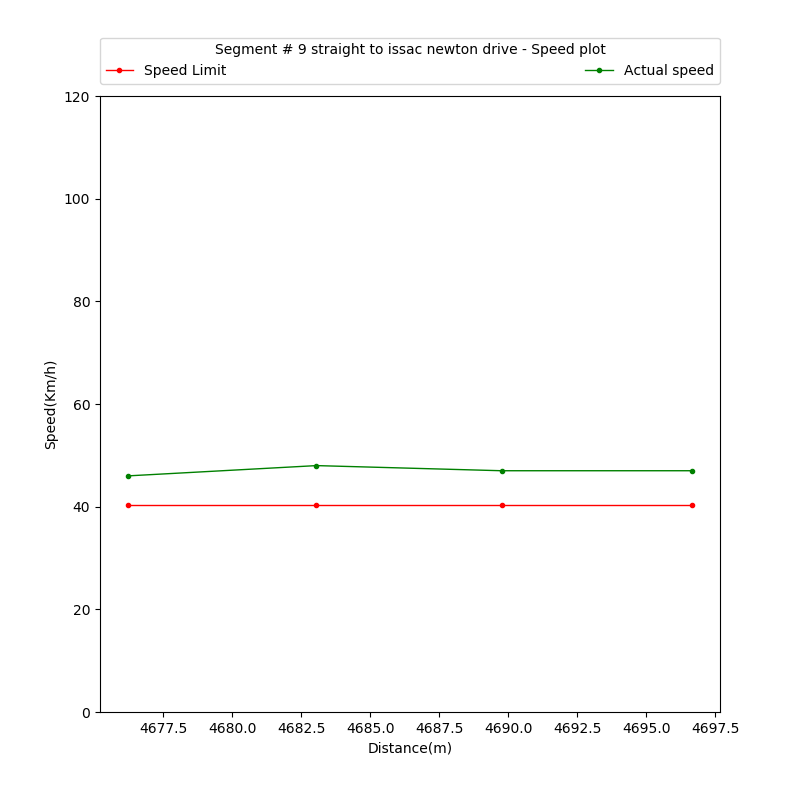 Segment # 9 straight to issac newton drive - Speed plot
Speed Limit
Actual speed
120
100
80
60
40
20
0
Speed(Km/h)
4677.5 4680.0 4682.5 4685.0 4687.5 4690.0 4692.5 4695.0 4697.5
Distance(m)